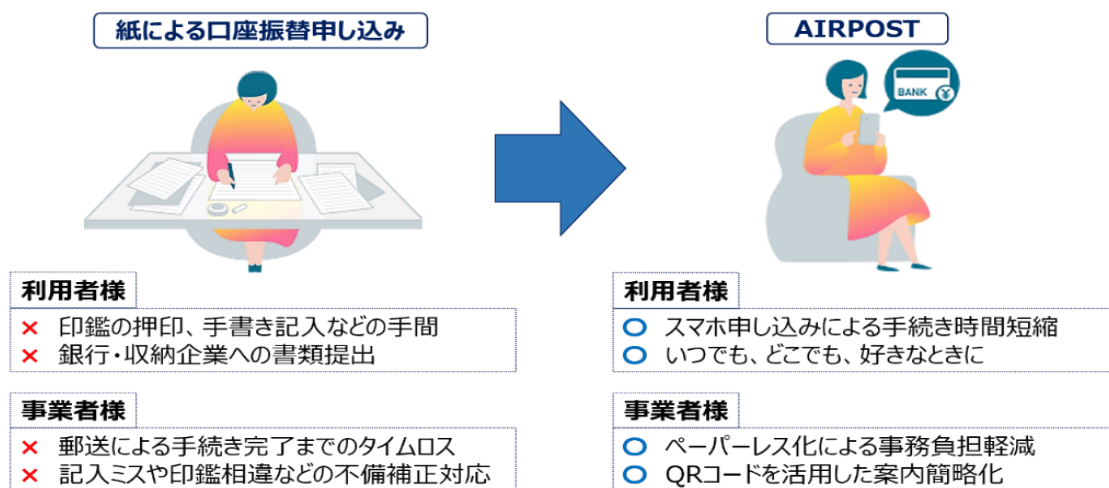 紙による口座振替申し込み
AIRPOST
BANK ¥
利用者様
× 印鑑の押印、手書き記入などの手間
× 銀行・収納企業への書類提出
事業者様
× 郵送による手続き完了までのタイムロス
× 記入ミスや印鑑相違などの不備補正対応
利用者様
○ スマホ申し込みによる手続き時間短縮
○ いつでも、どこでも、好きなときに
事業者様
○ ペーパーレス化による事務負担軽減
○ QRコードを活用した案内簡略化